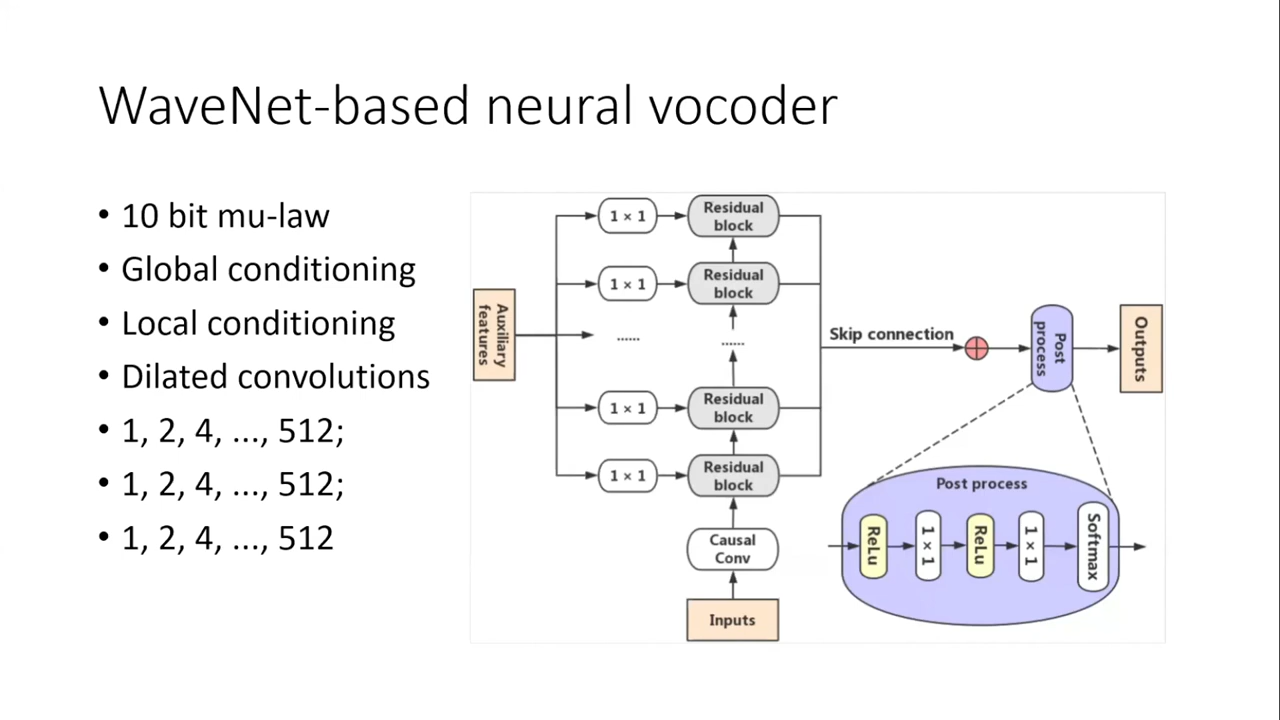 WaveNet-based neural vocoder
• 10 bit mu-law
• Global conditioning
• Local conditioning
• Dilated convolutions
• 1, 2, 4, ..., 512;
• 1, 2, 4, ..., 512;
• 1, 2, 4, ..., 512
Auxiliary
features
1 × 1
Residual
block
1 × 1
Residual
block
......
......
1 × 1
Residual
block
1 × 1
Residual
block
Causal
Conv
Inputs
Skip connection
Post
process
Outputs
Post process
ReLu
1 × 1
ReLu
1 × 1
Softmax